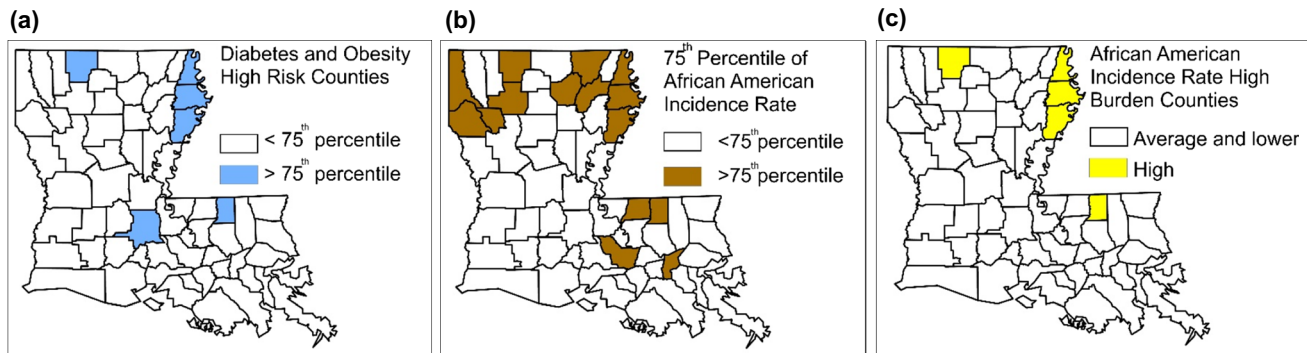 (a)
Diabetes and Obesity
High Risk Counties
< 75th percentile
> 75th percentile
(b)
75th Percentile of
African American
Incidence Rate
<75th percentile
>75th percentile
(c)
African American
Incidence Rate High
Burden Counties
Average and lower
High